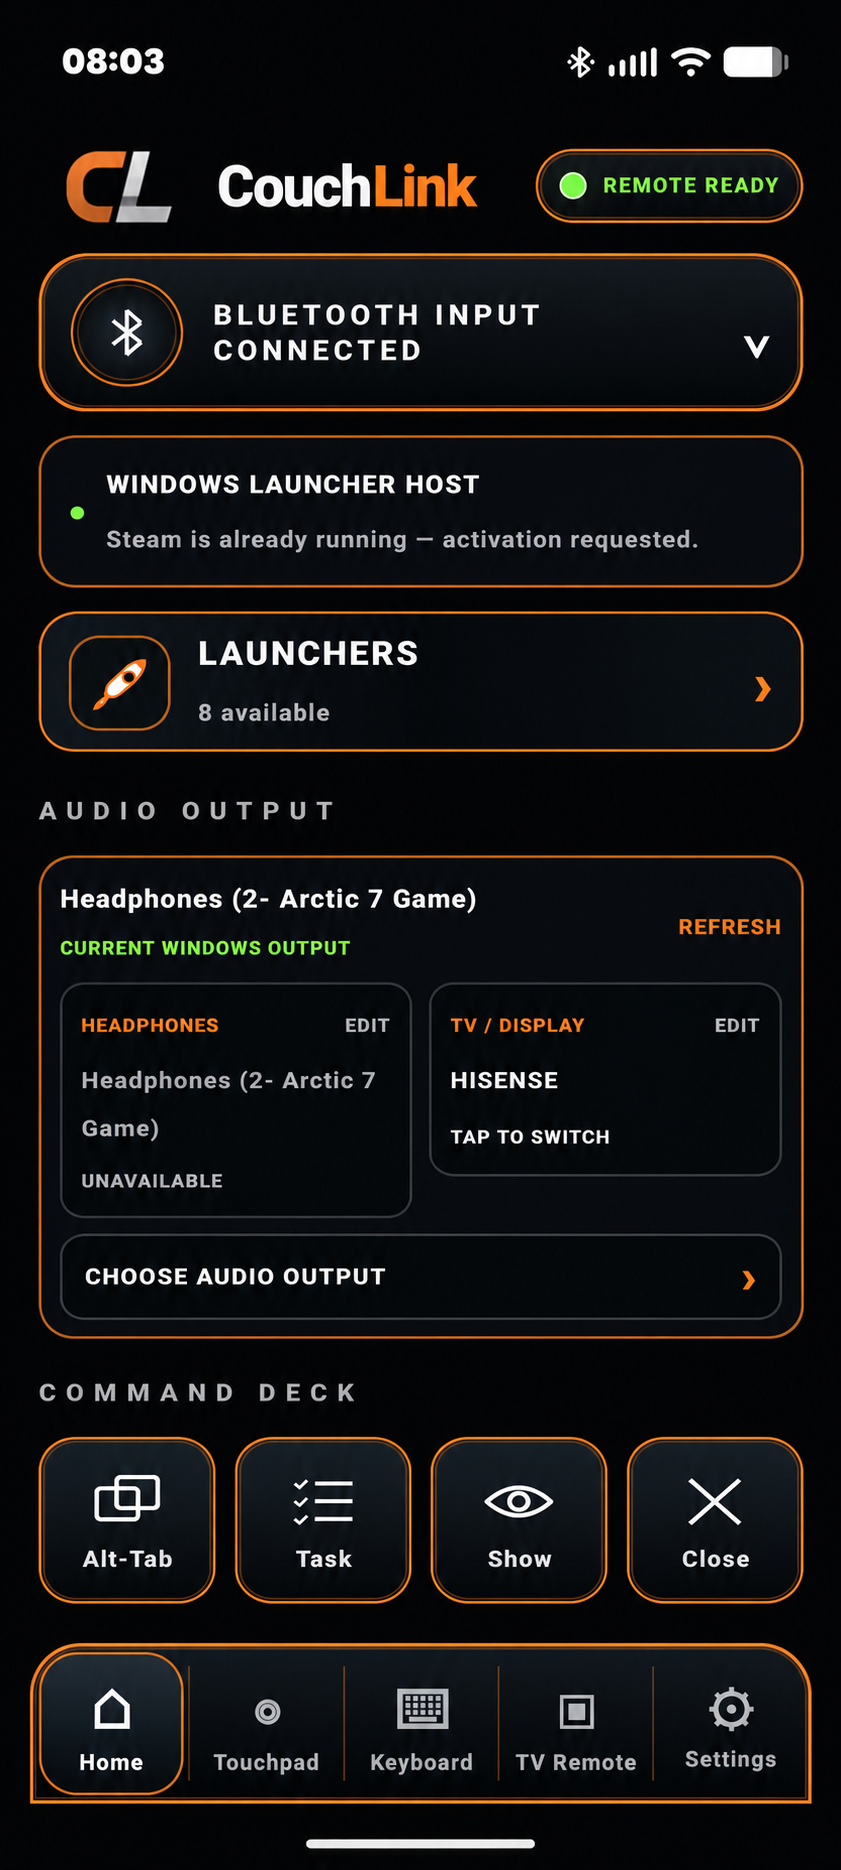 08:03
CL
CouchLink
REMOTE READY
BLUETOOTH INPUT
CONNECTED
WINDOWS LAUNCHER HOST
Steam is already running — activation requested.
LAUNCHERS
8 available
AUDIO OUTPUT
Headphones (2- Arctic 7 Game)
CURRENT WINDOWS OUTPUT
REFRESH
HEADPHONES
EDIT
Headphones (2- Arctic 7
Game)
UNAVAILABLE
TV / DISPLAY
EDIT
HISENSE
TAP TO SWITCH
CHOOSE AUDIO OUTPUT
COMMAND DECK
Alt-Tab
Task
Show
Close
Home
Touchpad
Keyboard
TV Remote
Settings